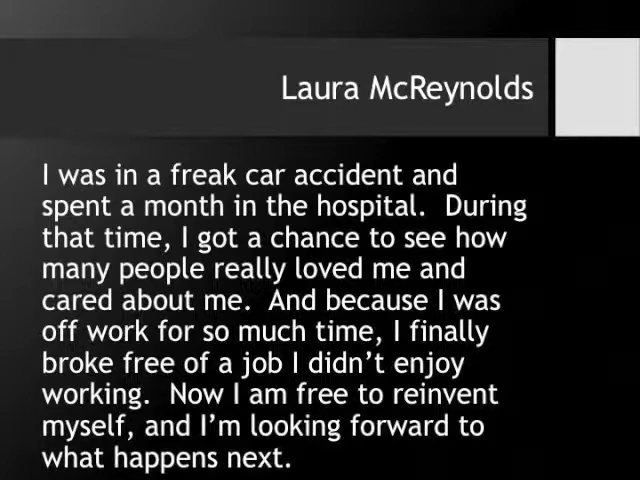 Laura McReynolds
I was in a freak car accident and
spent a month in the hospital.  During
that time, I got a chance to see how
many people really loved me and
cared about me.  And because I was
off work for so much time, I finally
broke free of a job I didn't enjoy
working.  Now I am free to reinvent
myself, and I'm looking forward to
what happens next.